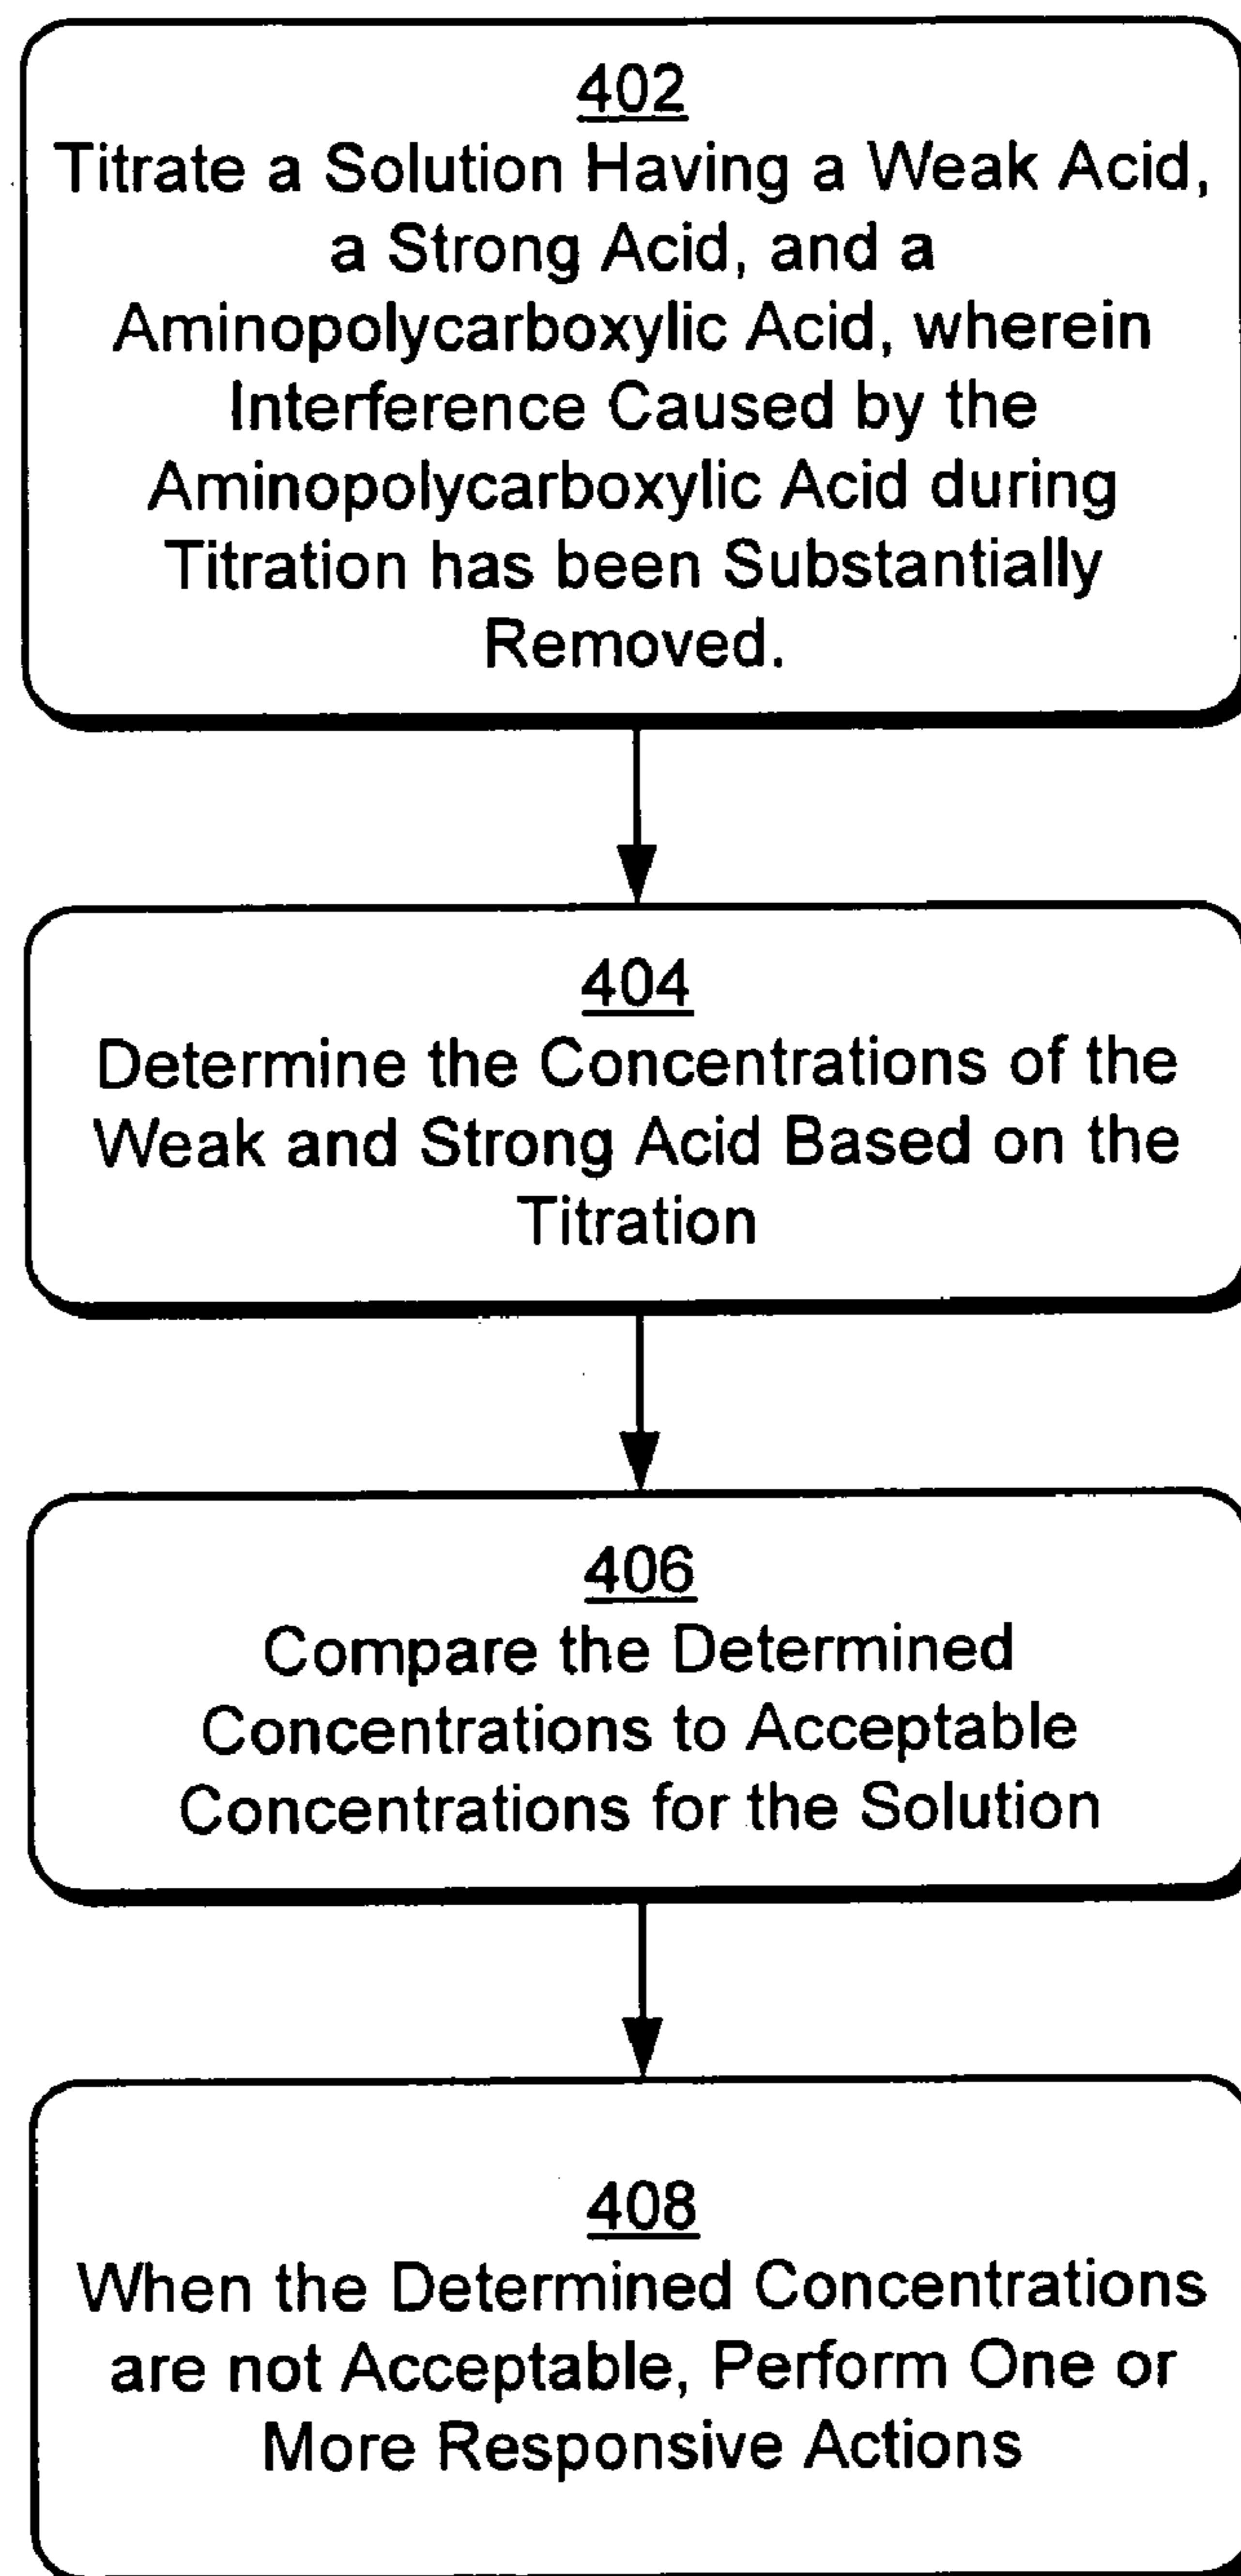 402
Titrate a Solution Having a Weak Acid,
a Strong Acid, and a
Aminopolycarboxylic Acid, wherein
Interference Caused by the
Aminopolycarboxylic Acid during
Titration has been Substantially
Removed.
404
Determine the Concentrations of the
Weak and Strong Acid Based on the
Titration
406
Compare the Determined
Concentrations to Acceptable
Concentrations for the Solution
408
When the Determined Concentrations
are not Acceptable, Perform One or
More Responsive Actions